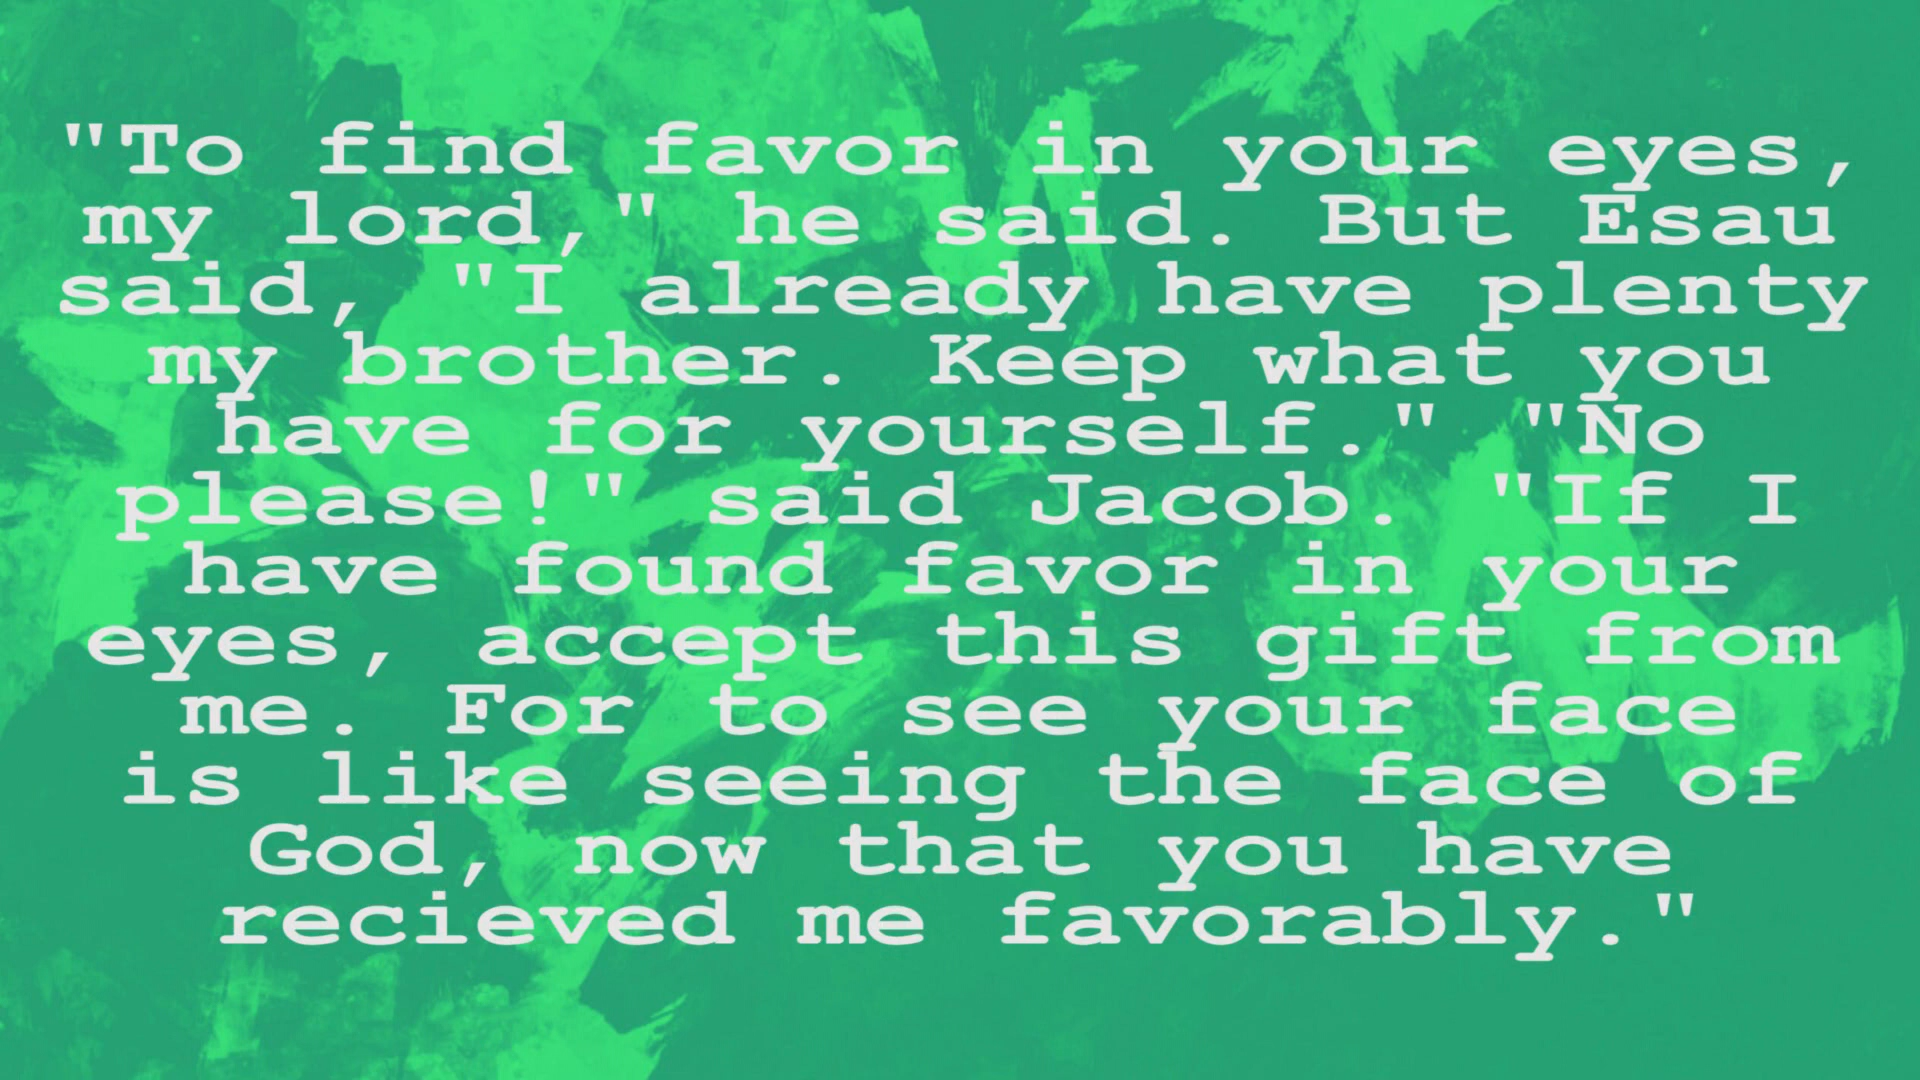 "To find favor in your eyes,
my lord," he said. But Esau
said, "I already have plenty
my brother. Keep what you
have for yourself." "No
please!" said Jacob. "If I
have found favor in your
eyes, accept this gift from
me. For to see your face
is like seeing the face of
God, now that you have
recieved me favorably."